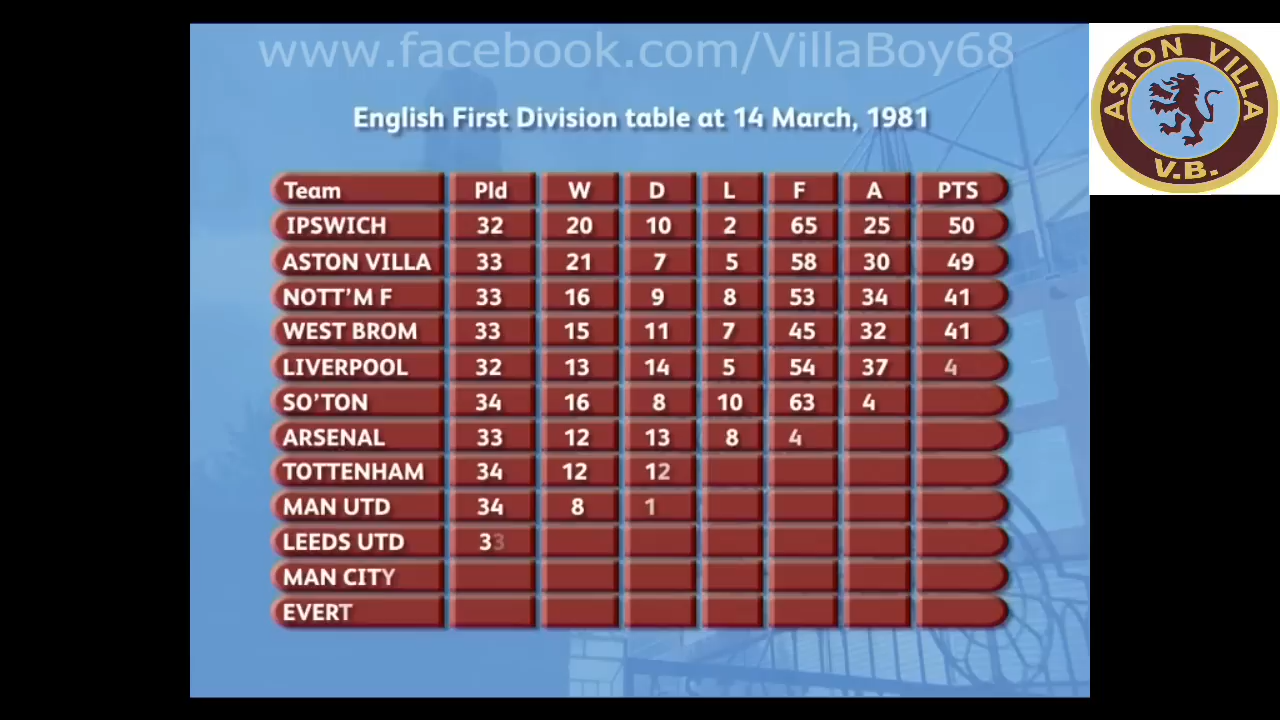 www.facebook.com/VillaBoy68
ASTON VILLA
V.B.
English First Division table at 14 March, 1981
Team Pld W D L F A PTS
IPSWICH 32 20 10 2 65 25 50
ASTON VILLA 33 21 7 5 58 30 49
NOTT'M F 33 16 9 8 53 34 41
WEST BROM 33 15 11 7 45 32 41
LIVERPOOL 32 13 14 5 54 37 4
SO'TON 34 16 8 10 63 4
ARSENAL 33 12 13 8 4
TOTTENHAM 34 12 12
MAN UTD 34 8 1
LEEDS UTD 33
MAN CITY
EVERT